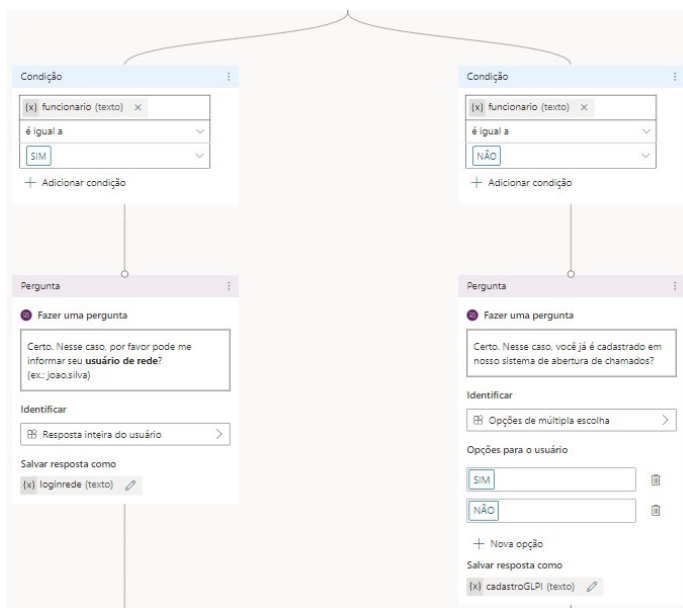 Condição
{x} funcionario (texto) ×
é igual a
SIM
+ Adicionar condição
Pergunta
Fazer uma pergunta
Certo. Nesse caso, por favor pode me
informar seu usuário de rede?
(ex.: joao.silva)
Identificar
Resposta inteira do usuário
Salvar resposta como
{x} loginrede (texto)
Condição
{x} funcionario (texto) ×
é igual a
NÃO
+ Adicionar condição
Pergunta
Fazer uma pergunta
Certo. Nesse caso, você já é cadastrado em
nosso sistema de abertura de chamados?
Identificar
Opções de múltipla escolha
Opções para o usuário
SIM
NÃO
+ Nova opção
Salvar resposta como
{x} cadastroGLPI (texto)